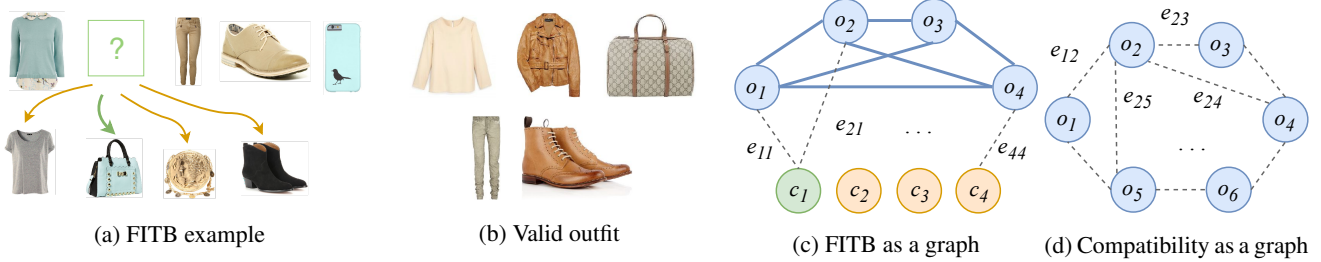 ?
(a) FITB example
(b) Valid outfit
o2
o3
o1
o4
e21
...
e11
e44
c1
c2
c3
c4
(c) FITB as a graph
e23
o2
o3
e12
e25
e24
o1
o4
...
o5
o6
(d) Compatibility as a graph